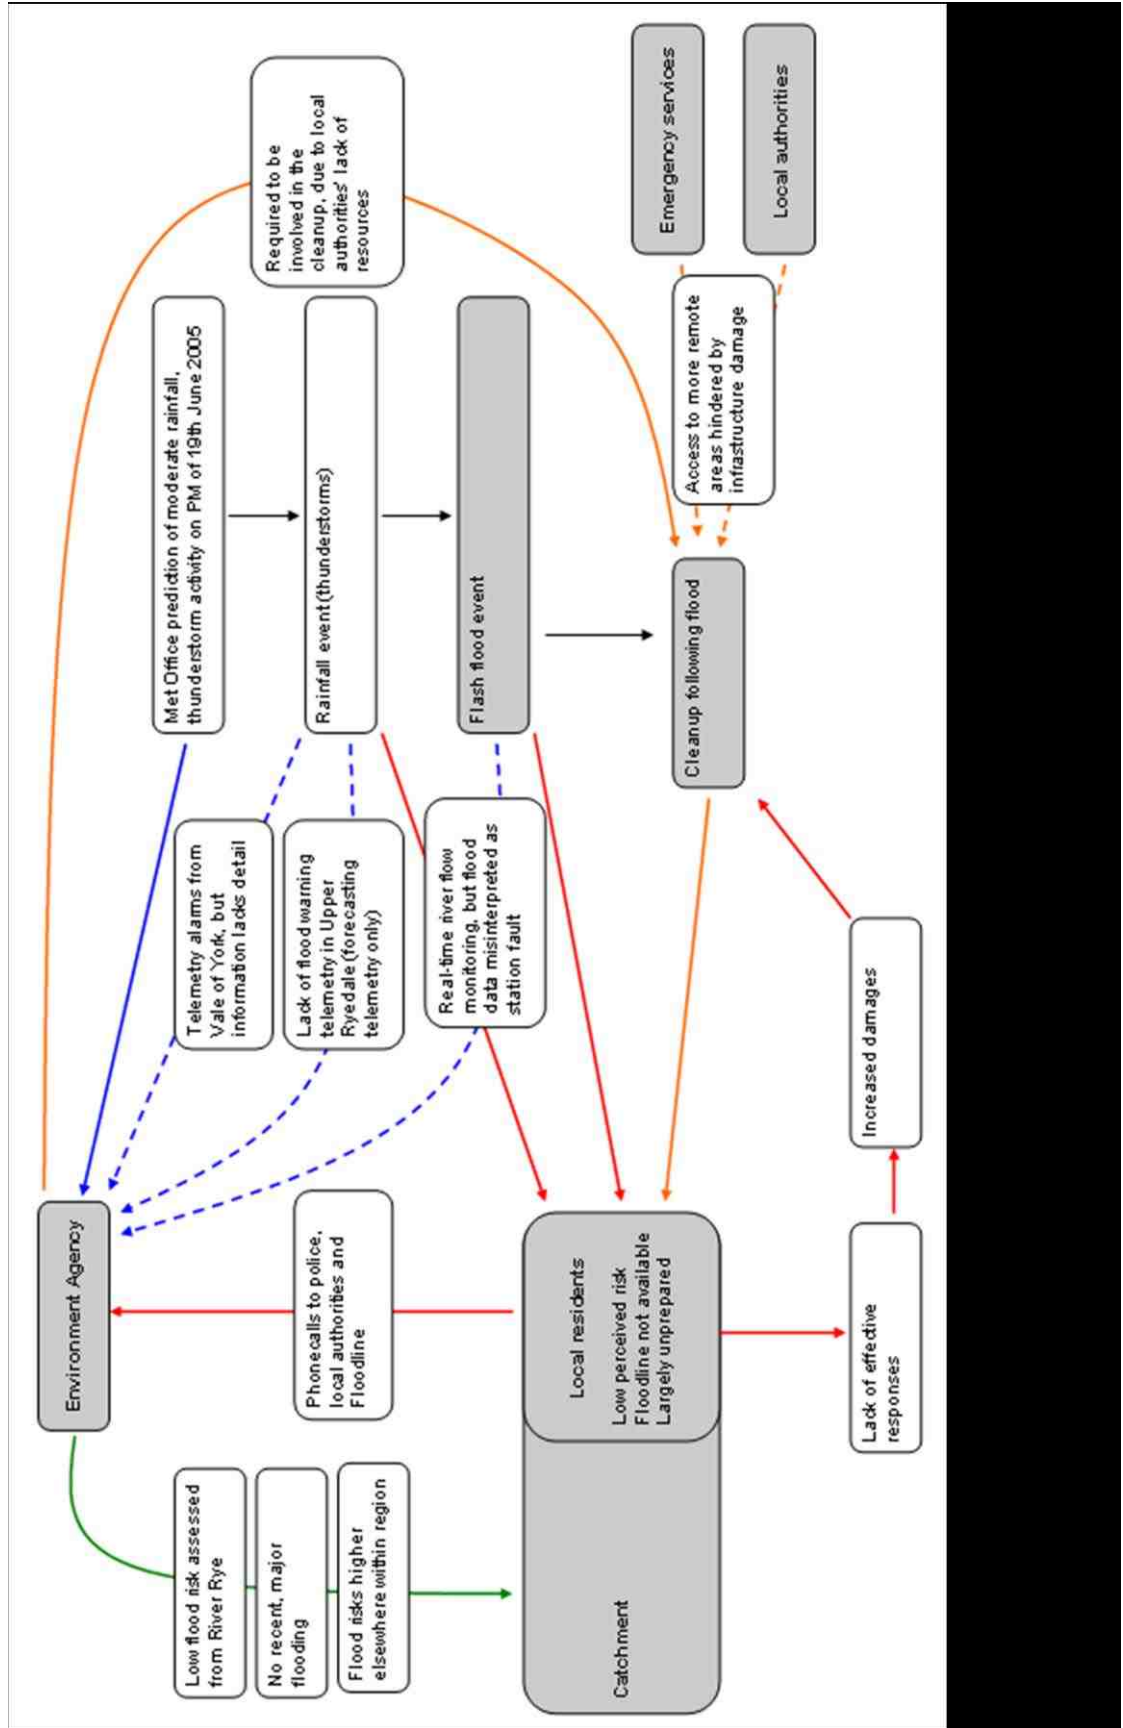 Environment Agency
Low flood risk assessed
from River Rye
No recent, major
flooding
Flood risks higher
elsewhere within region
Catchment
Phonecalls to police,
local authorities and
Floodline
Local residents
Low perceived risk
Floodline not available
Largely unprepared
Lack of effective
responses
Increased damages
Telemetry alarms from
Vale of York, but
information lacks detail
Lack of flood warning
telemetry in Upper
Ryedale (forecasting
telemetry only)
Real-time river flow
monitoring, but flood
data misinterpreted as
station fault
Met Office prediction of moderate rainfall,
thunderstorm activity on PM of 19th June 2005
Rainfall event (thunderstorms)
Flash flood event
Cleanup following flood
Required to be
involved in the
cleanup, due to local
authorities' lack of
resources
Access to more remote
areas hindered by
infrastructure damage
Emergency services
Local authorities